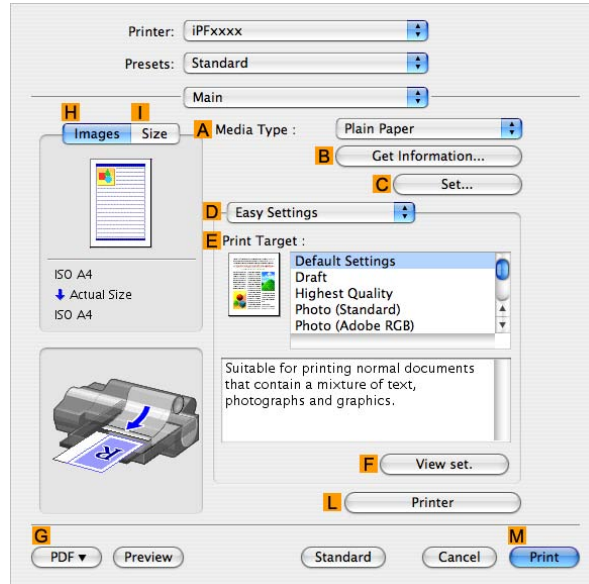 Printer: iPFxxxx
Presets: Standard
Main
H I
Images Size A Media Type : Plain Paper
B Get Information...
C Set...
D Easy Settings
E Print Target :
Default Settings
Draft
Highest Quality
Photo (Standard)
Photo (Adobe RGB)
ISO A4
Actual Size
ISO A4
Suitable for printing normal documents
that contain a mixture of text,
photographs and graphics.
R
F View set.
L Printer
G M
PDF Preview Standard Cancel Print